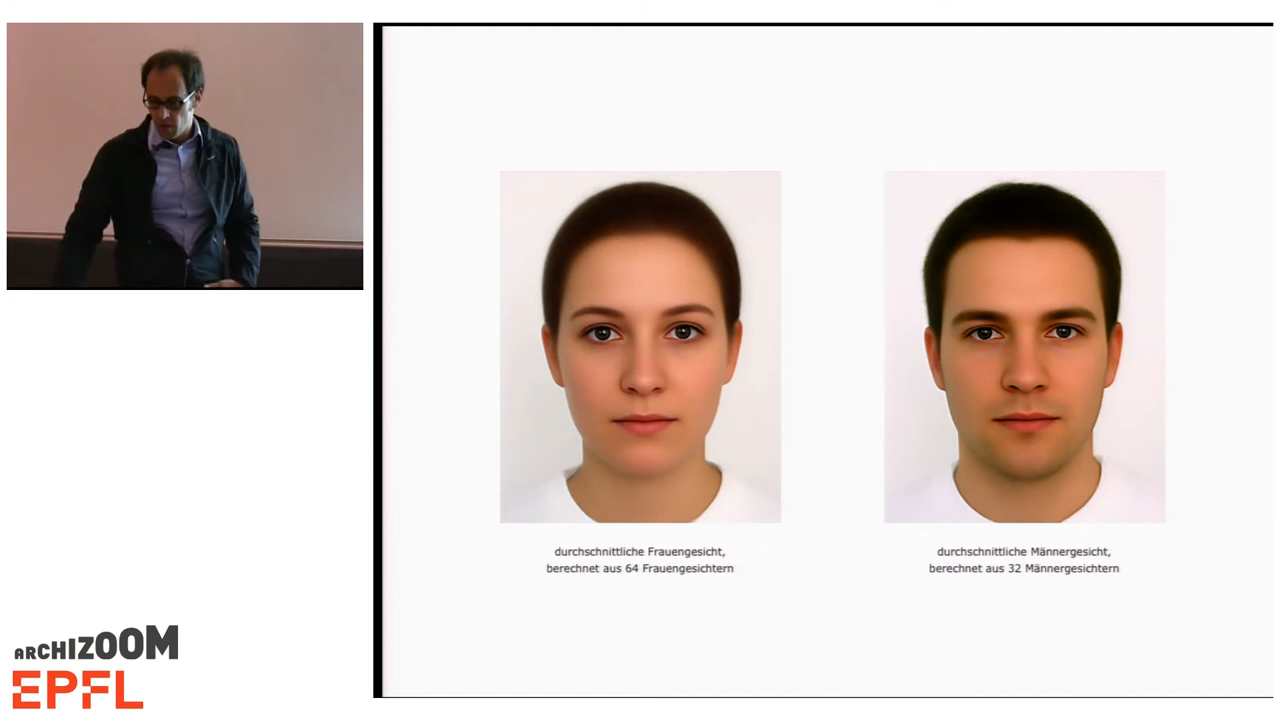 durchschnittliche Frauengesicht,
berechnet aus 64 Frauengesichtern
durchschnittliche Männergesicht,
berechnet aus 32 Männergesichtern
ARCHIZOOM
EPFL